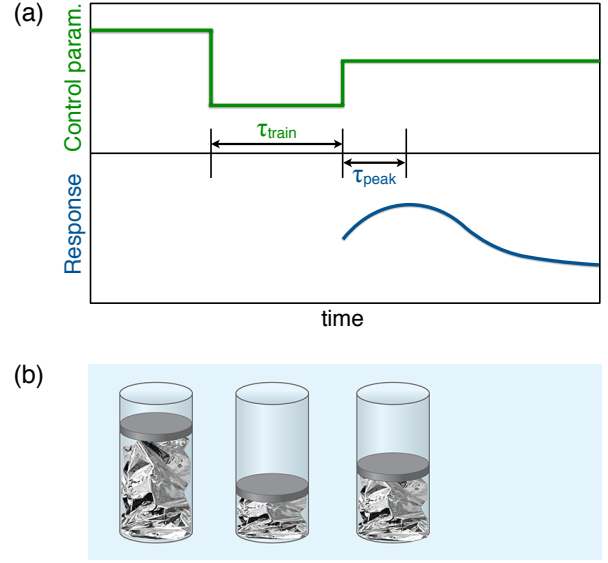 (a)
Control param.
τtrain
τpeak
Response
time
(b)